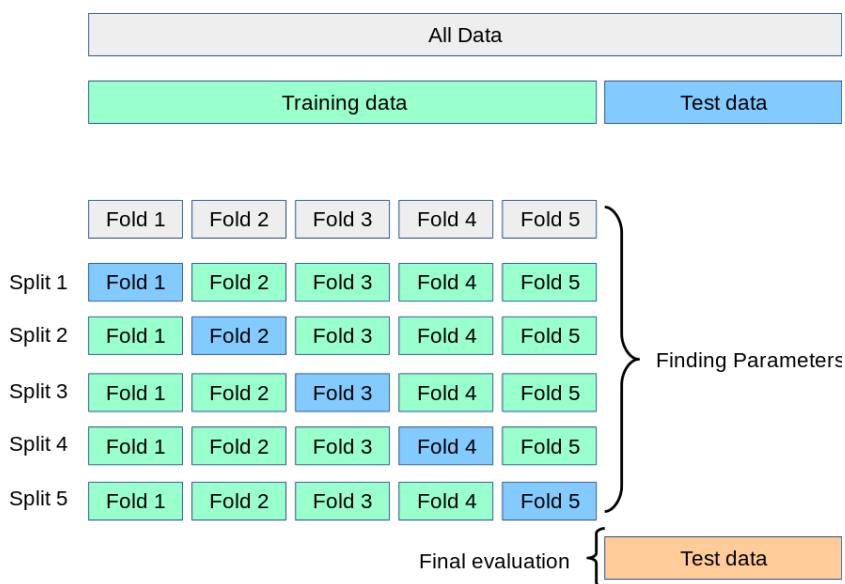 All Data
Training data Test data
Fold 1 Fold 2 Fold 3 Fold 4 Fold 5
Split 1 Fold 1 Fold 2 Fold 3 Fold 4 Fold 5
Split 2 Fold 1 Fold 2 Fold 3 Fold 4 Fold 5
Finding Parameters
Split 3 Fold 1 Fold 2 Fold 3 Fold 4 Fold 5
Split 4 Fold 1 Fold 2 Fold 3 Fold 4 Fold 5
Split 5 Fold 1 Fold 2 Fold 3 Fold 4 Fold 5
Final evaluation Test data